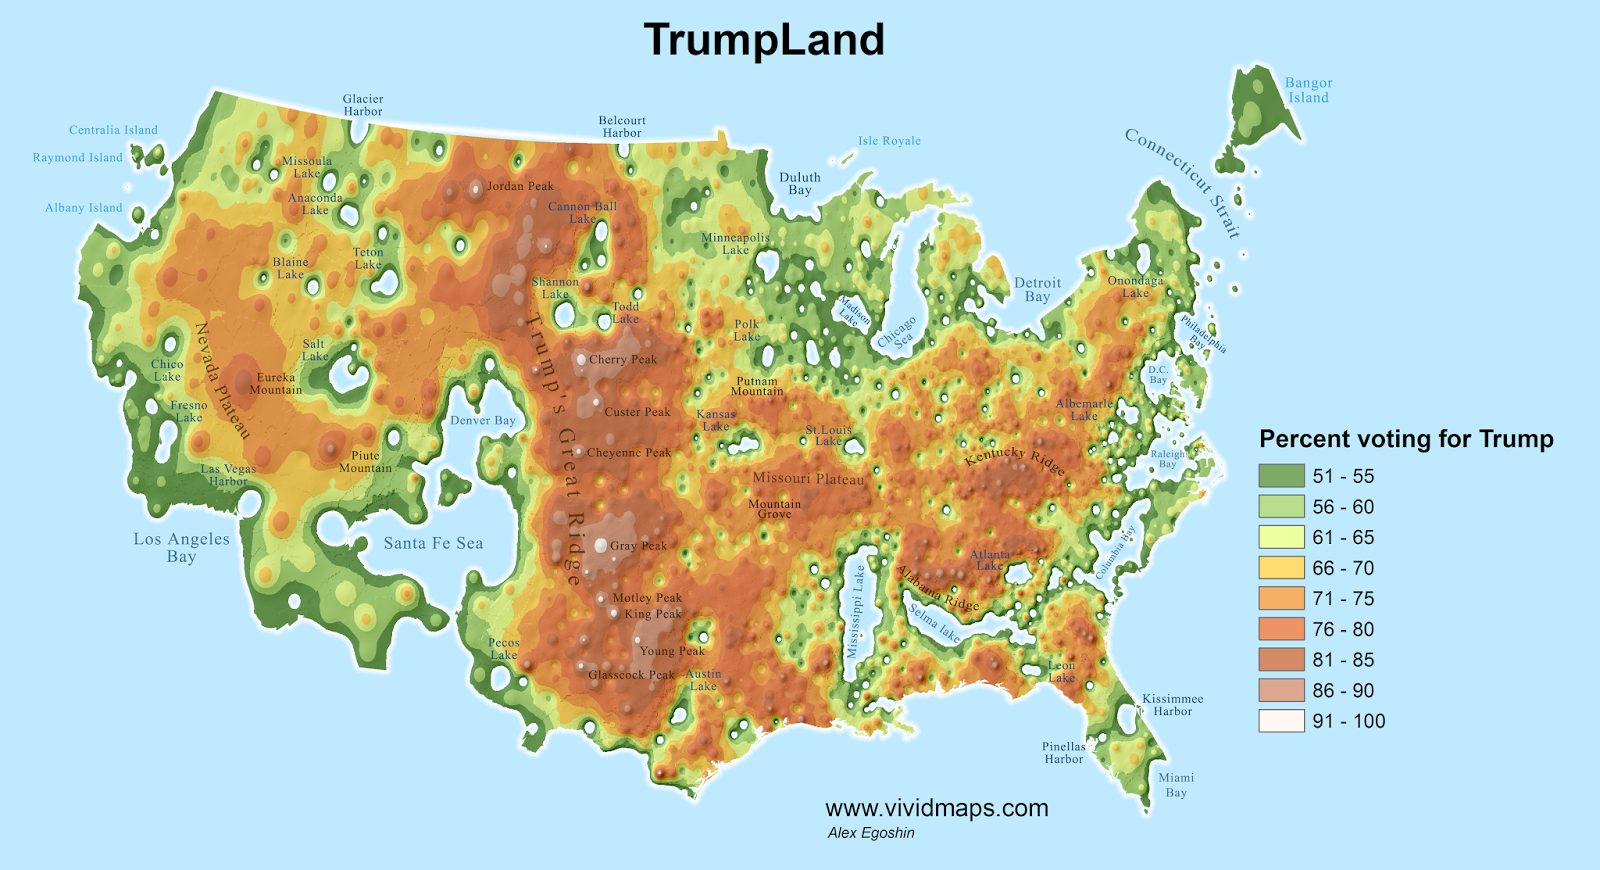 TrumpLand
Bangor
Island
Glacier
Harbor
Belcourt
Harbor
Centralia Island
Raymond Island
Albany Island
Isle Royale
Connecticut Strait
Missoula
Lake
Anaconda
Lake
Jordan Peak
Cannon Ball
Lake
Duluth
Bay
Minneapolis
Lake
Teton
Lake
Blaine
Lake
Shannon
Lake
Todd
Lake
Detroit
Bay
Onondaga
Lake
Madison
Lake
Chicago
Sea
Polk
Lake
Philadelphia
Bay
Nevada Plateau
Salt
Lake
Chico
Lake
Eureka
Mountain
Trump's Great Ridge
Cherry Peak
Putnam
Mountain
D.C.
Bay
Fresno
Lake
Denver Bay
Custer Peak
Kansas
Lake
St.Louis
Lake
Albemarle
Lake
Piute
Mountain
Cheyenne Peak
Kentucky Ridge
Raleigh
Bay
Las Vegas
Harbor
Missouri Plateau
Mountain
Grove
Los Angeles
Bay
Santa Fe Sea
Gray Peak
Atlanta
Lake
Columbia Bay
Alabama Ridge
Mississippi Lake
Selma lake
Motley Peak
King Peak
Pecos
Lake
Young Peak
Glasscock Peak
Austin
Lake
Leon
Lake
Kissimmee
Harbor
Pinellas
Harbor
Miami
Bay
Percent voting for Trump
51 - 55
56 - 60
61 - 65
66 - 70
71 - 75
76 - 80
81 - 85
86 - 90
91 - 100
www.vividmaps.com
Alex Egoshin